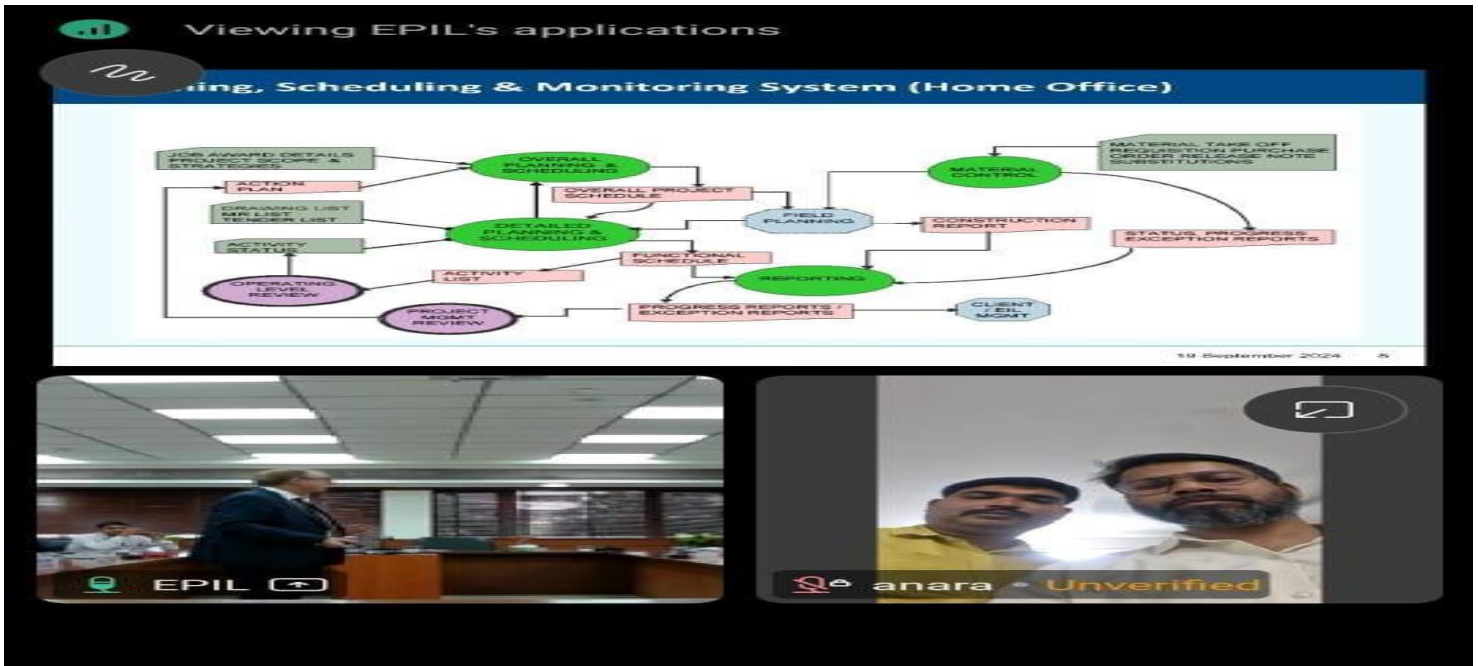 Viewing EPIL's applications
ning, Scheduling & Monitoring System (Home Office)
JOB AWARD DETAILS
PROJECT SCOPE &
STRATEGIES
OVERALL
PLANNING &
SCHEDULING
MATERIAL TAKE OFF
REQUISITION PURCHASE
ORDER RELEASE NOTE
SUBSTITUTIONS
MATERIAL
CONTROL
ACTION
PLAN
OVERALL PROJECT
SCHEDULE
DRAWING LIST
MR LIST
TENDER LIST
FIELD
PLANNING
CONSTRUCTION
REPORT
DETAILED
PLANNING &
SCHEDULING
STATUS, PROGRESS
EXCEPTION REPORTS
ACTIVITY
STATUS
FUNCTIONAL
SCHEDULE
ACTIVITY
LIST
REPORTING
OPERATING
LEVEL
REVIEW
PROJECT
MGMT
REVIEW
PROGRESS REPORTS /
EXCEPTION REPORTS
CLIENT
/ EIL
MGMT
19 September 2024 5
EPIL
anara • Unverified